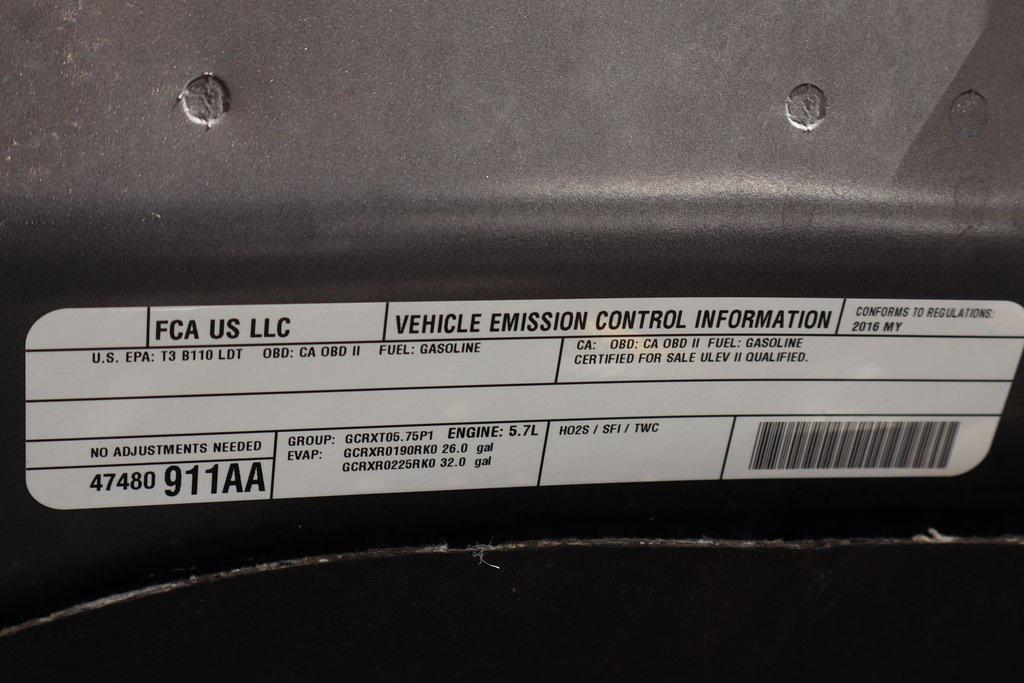 FCA US LLC
VEHICLE EMISSION CONTROL INFORMATION
CONFORMS TO REGULATIONS:
2016 MY
U.S. EPA: T3 B110 LDT OBD: CA OBD II FUEL: GASOLINE
CA: OBD: CA OBD II FUEL: GASOLINE
CERTIFIED FOR SALE ULEV II QUALIFIED.
NO ADJUSTMENTS NEEDED
47480 911AA
GROUP: GCRXT05.75P1 ENGINE: 5.7L
EVAP: GCRXR0190RK0 26.0 gal
GCRXR0225RK0 32.0 gal
HO2S / SFI / TWC